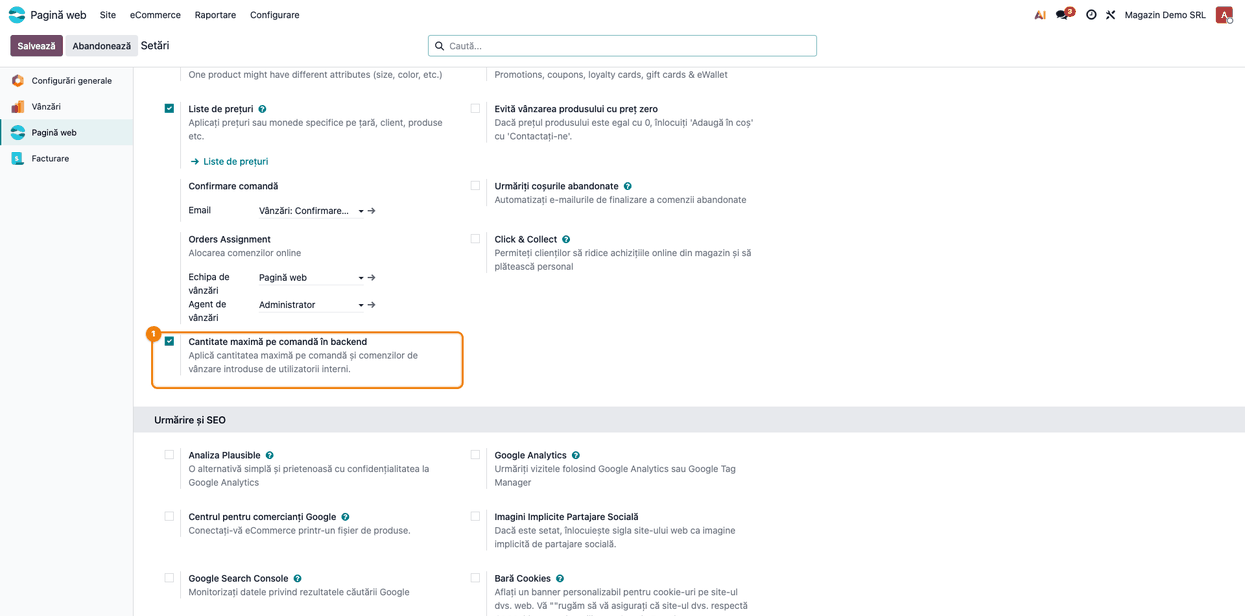 Pagină web Site eCommerce Raportare Configurare
AI 3 Magazin Demo SRL A
Salvează Abandonează Setări
Caută...
Configurări generale
Vânzări
Pagină web
Facturare
One product might have different attributes (size, color, etc.)
Promotions, coupons, loyalty cards, gift cards & eWallet
Liste de prețuri ?
Aplicați prețuri sau monede specifice pe țară, client, produse
etc.
→ Liste de prețuri
Evită vânzarea produsului cu preț zero
Dacă prețul produsului este egal cu 0, înlocuiți 'Adaugă în coș'
cu 'Contactați-ne'.
Confirmare comandă
Email Vânzări: Confirmare... →
Urmăriți coșurile abandonate ?
Automatizați e-mailurile de finalizare a comenzii abandonate
Orders Assignment
Alocarea comenzilor online
Echipa de
vânzări
Pagină web →
Agent de
vânzări
Administrator →
Click & Collect ?
Permiteți clienților să ridice achizițiile online din magazin și să
plătească personal
1
Cantitate maximă pe comandă în backend
Aplică cantitatea maximă pe comandă și comenzilor de
vânzare introduse de utilizatorii interni.
Urmărire și SEO
Analiza Plausible ?
O alternativă simplă și prietenoasă cu confidențialitatea la
Google Analytics
Google Analytics ?
Urmăriți vizitele folosind Google Analytics sau Google Tag
Manager
Centrul pentru comercianți Google ?
Conectați-vă eCommerce printr-un fișier de produse.
Imagini Implicite Partajare Socială
Dacă este setat, înlocuiește sigla site-ului web ca imagine
implicită de partajare socială.
Google Search Console ?
Monitorizați datele privind rezultatele căutării Google
Bară Cookies ?
Aflați un banner personalizabil pentru cookie-uri pe site-ul
dvs. web. Vă ""rugăm să vă asigurați că site-ul dvs. respectă